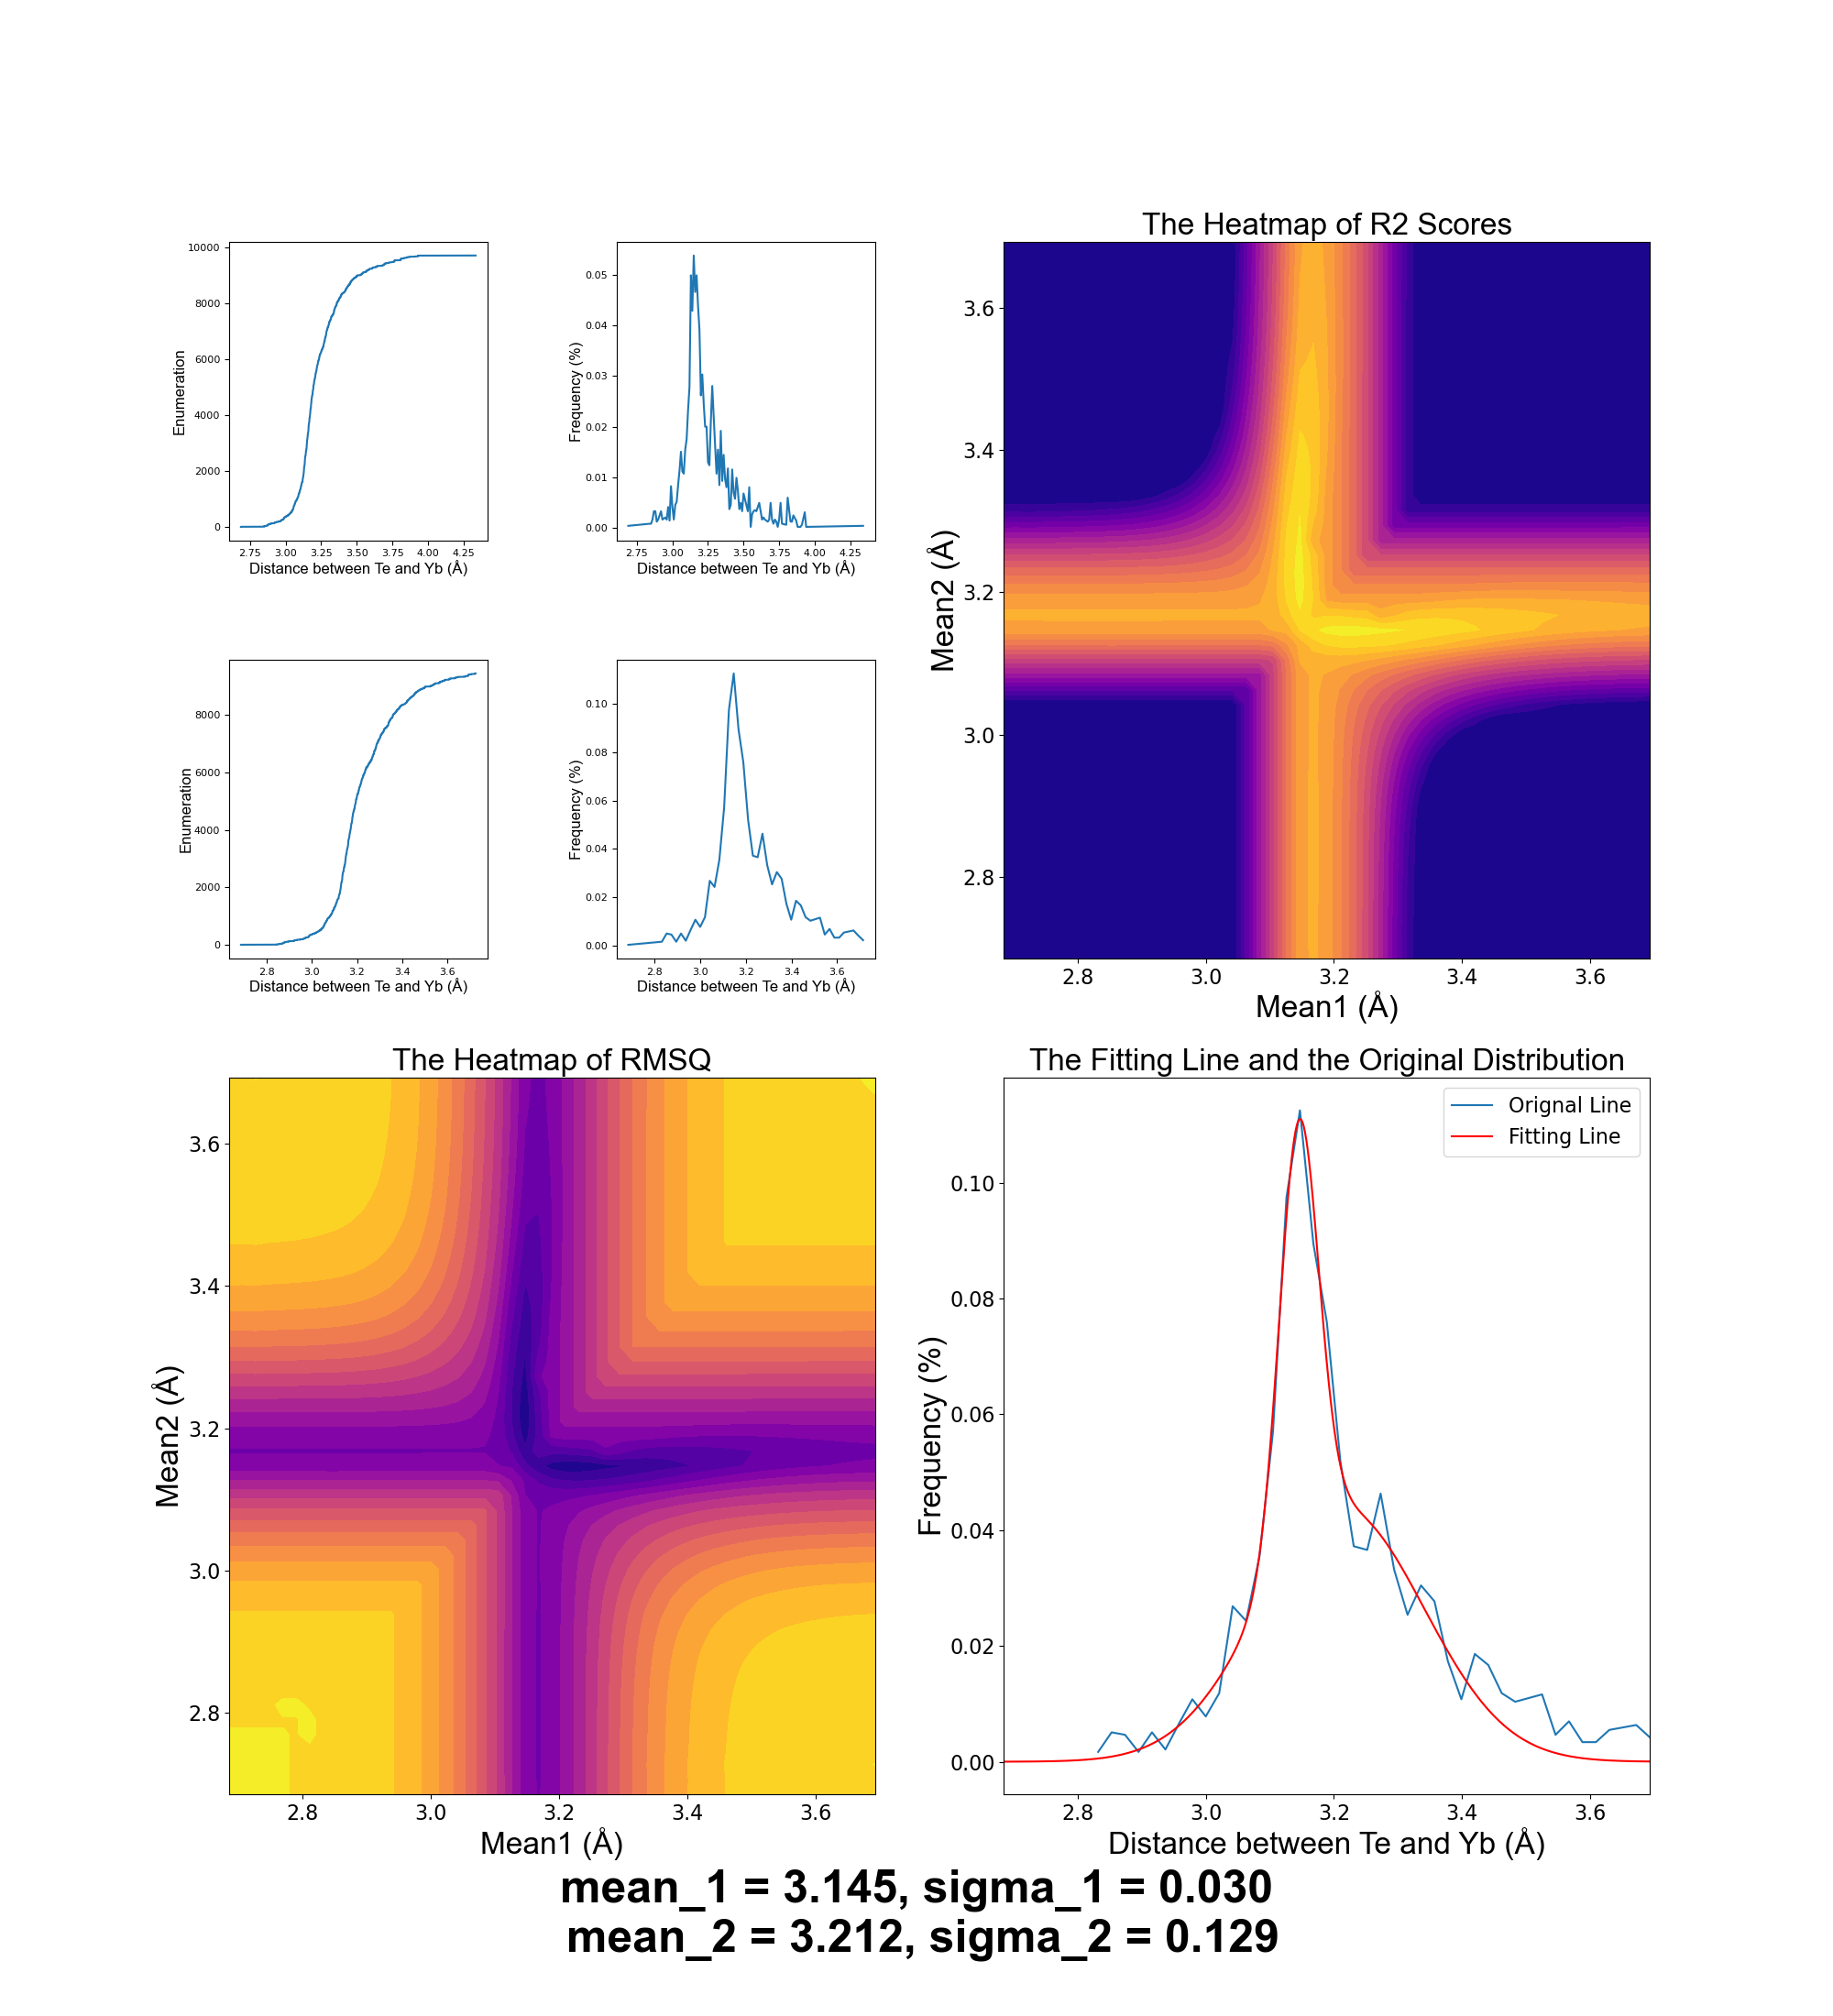 10000
8000
6000
4000
2000
0
Enumeration
2.75 3.00 3.25 3.50 3.75 4.00 4.25
Distance between Te and Yb (Å)
0.05
0.04
0.03
0.02
0.01
0.00
Frequency (%)
2.75 3.00 3.25 3.50 3.75 4.00 4.25
Distance between Te and Yb (Å)
8000
6000
4000
2000
0
Enumeration
2.8 3.0 3.2 3.4 3.6
Distance between Te and Yb (Å)
0.10
0.08
0.06
0.04
0.02
0.00
Frequency (%)
2.8 3.0 3.2 3.4 3.6
Distance between Te and Yb (Å)
The Heatmap of R2 Scores
3.6
3.4
3.2
3.0
2.8
Mean2 (Å)
2.8 3.0 3.2 3.4 3.6
Mean1 (Å)
The Heatmap of RMSQ
3.6
3.4
3.2
3.0
2.8
Mean2 (Å)
2.8 3.0 3.2 3.4 3.6
Mean1 (Å)
The Fitting Line and the Original Distribution
Orignal Line
Fitting Line
0.10
0.08
0.06
0.04
0.02
0.00
Frequency (%)
2.8 3.0 3.2 3.4 3.6
Distance between Te and Yb (Å)
mean_1 = 3.145, sigma_1 = 0.030
mean_2 = 3.212, sigma_2 = 0.129